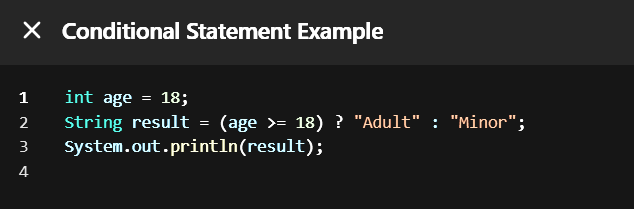 Conditional Statement Example
1 int age = 18;
2 String result = (age >= 18) ? "Adult" : "Minor";
3 System.out.println(result);
4